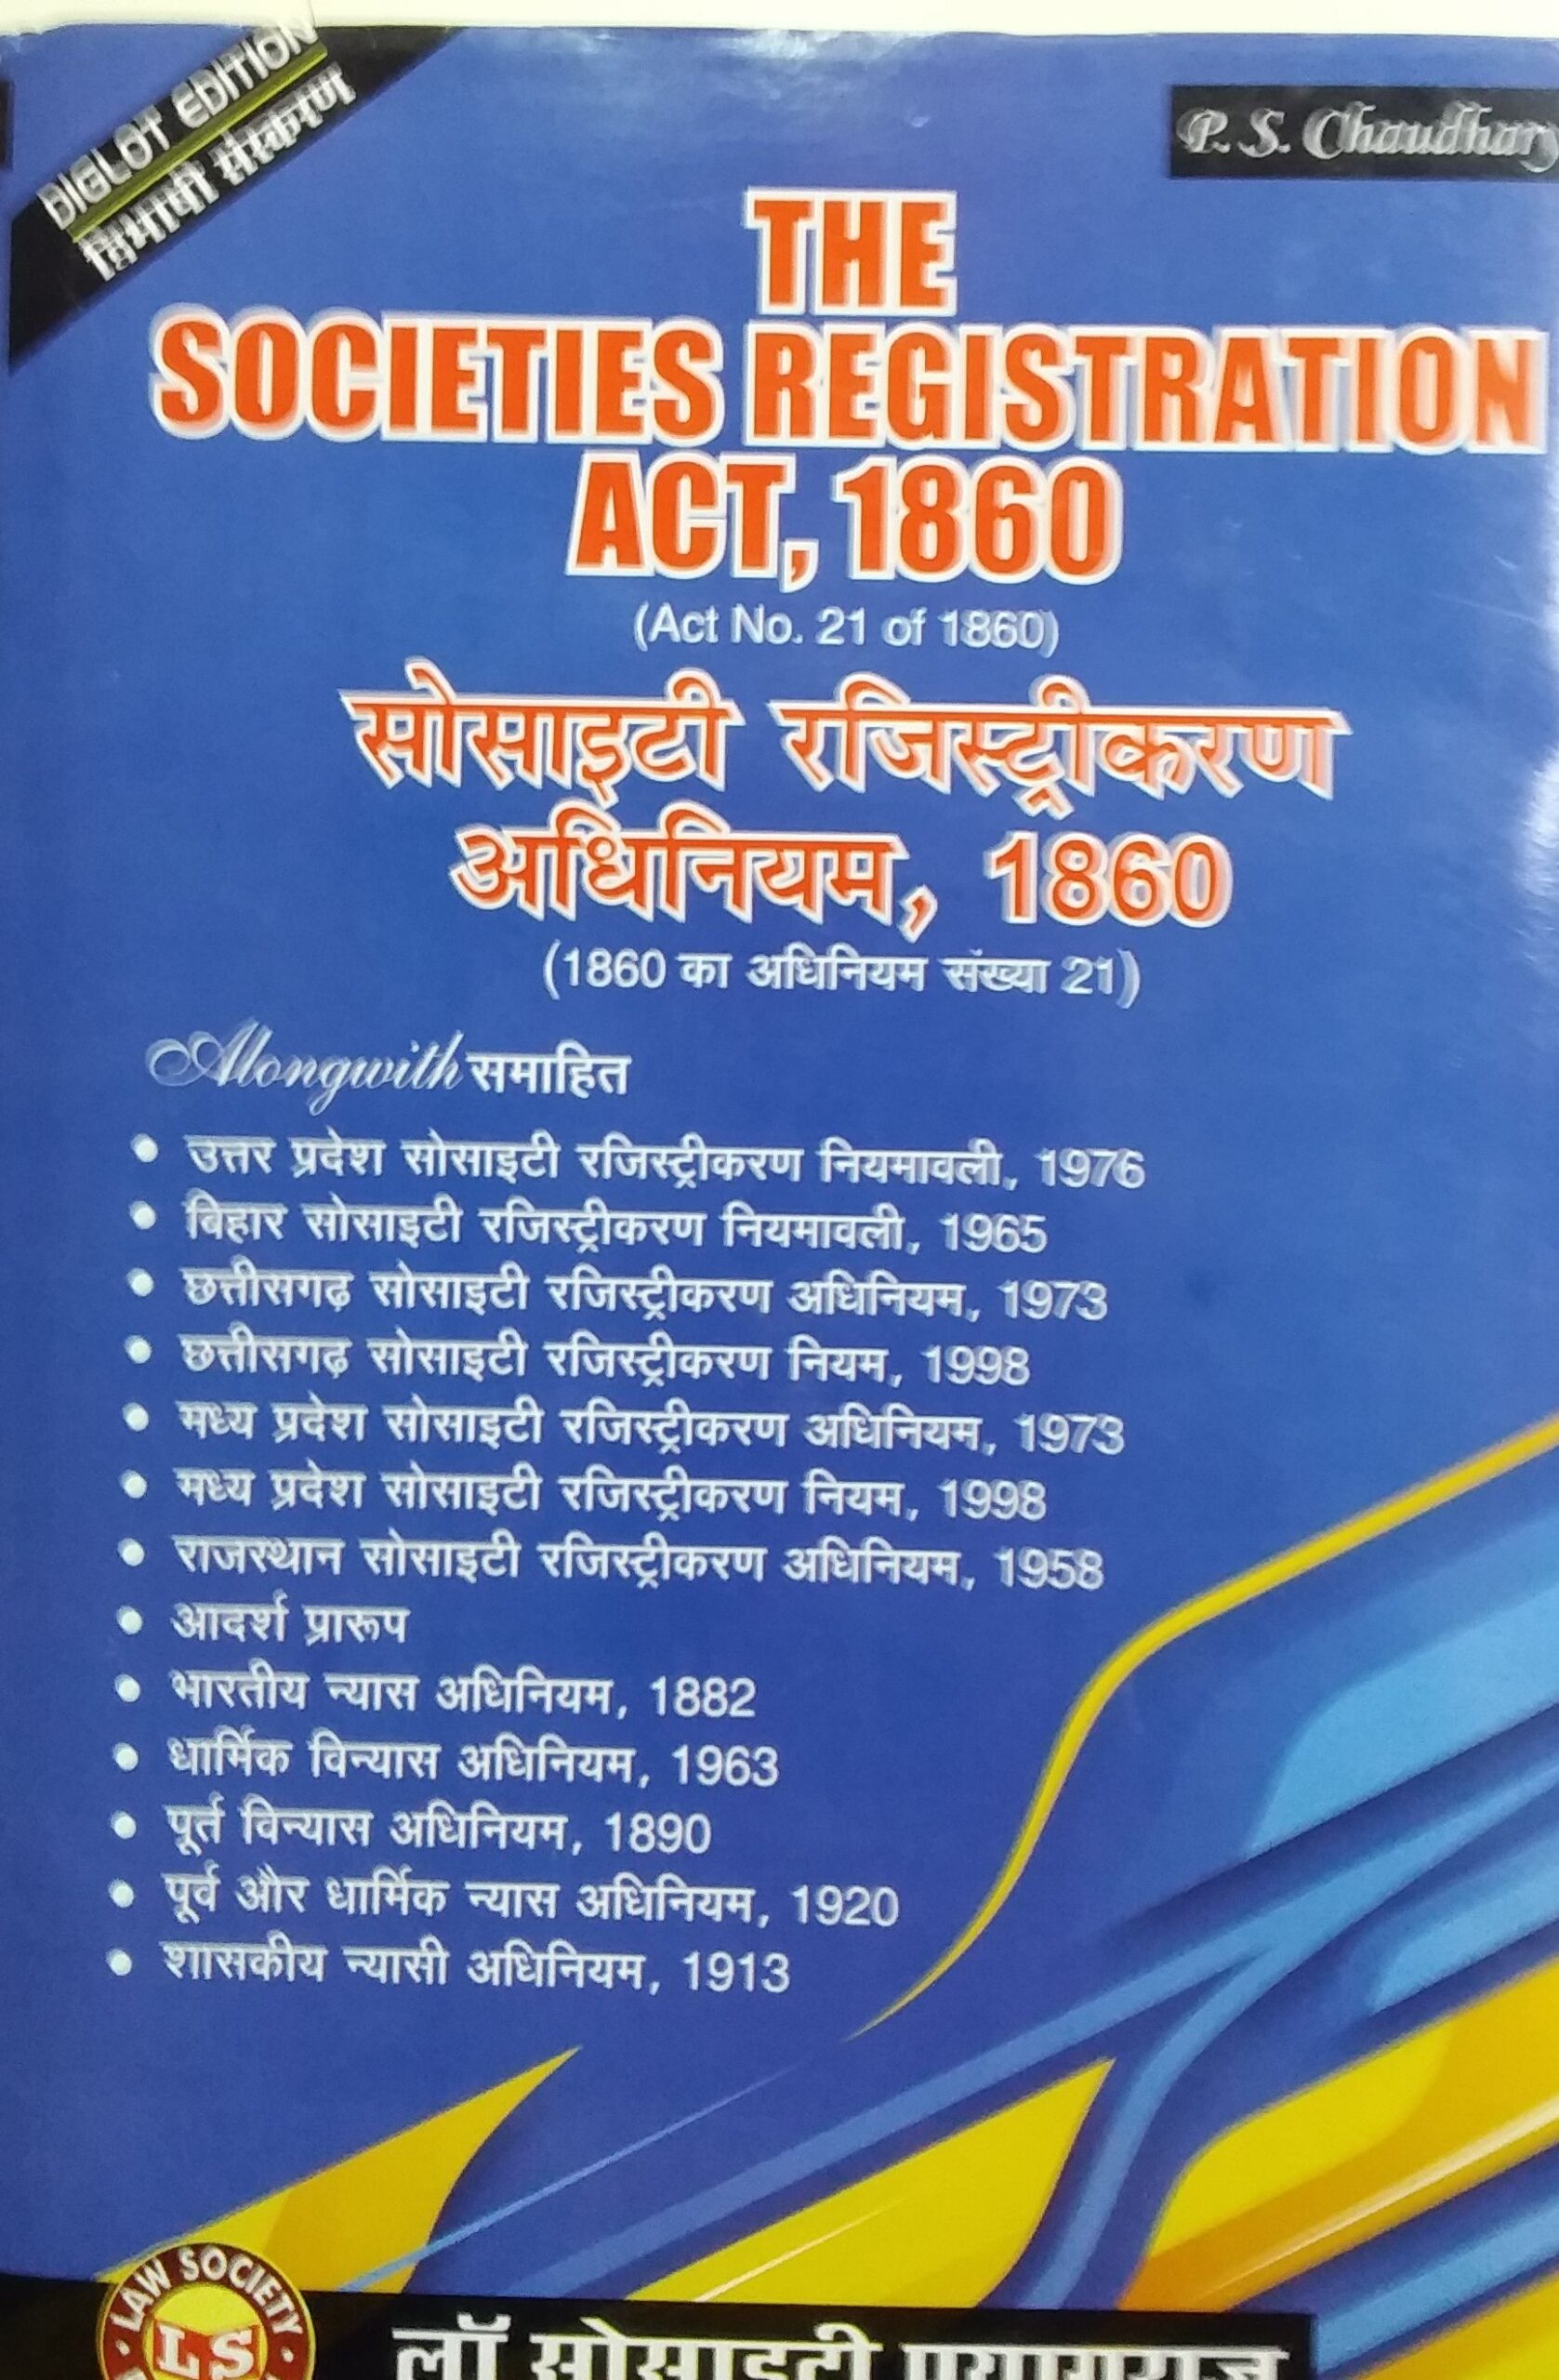 DIGLOT EDITION
द्विभाषी संस्करण
P. S. Chaudhary
THE
SOCIETIES REGISTRATION
ACT, 1860
(Act No. 21 of 1860)
सोसाइटी रजिस्ट्रीकरण
अधिनियम, 1860
(1860 का अधिनियम संख्या 21)
Alongwith समाहित
• उत्तर प्रदेश सोसाइटी रजिस्ट्रीकरण नियमावली, 1976
• बिहार सोसाइटी रजिस्ट्रीकरण नियमावली, 1965
• छत्तीसगढ़ सोसाइटी रजिस्ट्रीकरण अधिनियम, 1973
• छत्तीसगढ़ सोसाइटी रजिस्ट्रीकरण नियम, 1998
• मध्य प्रदेश सोसाइटी रजिस्ट्रीकरण अधिनियम, 1973
• मध्य प्रदेश सोसाइटी रजिस्ट्रीकरण नियम, 1998
• राजस्थान सोसाइटी रजिस्ट्रीकरण अधिनियम, 1958
• आदर्श प्रारूप
• भारतीय न्यास अधिनियम, 1882
• धार्मिक विन्यास अधिनियम, 1963
• पूर्त विन्यास अधिनियम, 1890
• पूर्व और धार्मिक न्यास अधिनियम, 1920
• शासकीय न्यासी अधिनियम, 1913
LAW SOCIETY
LS
लॉ सोसाइटी प्रयागराज